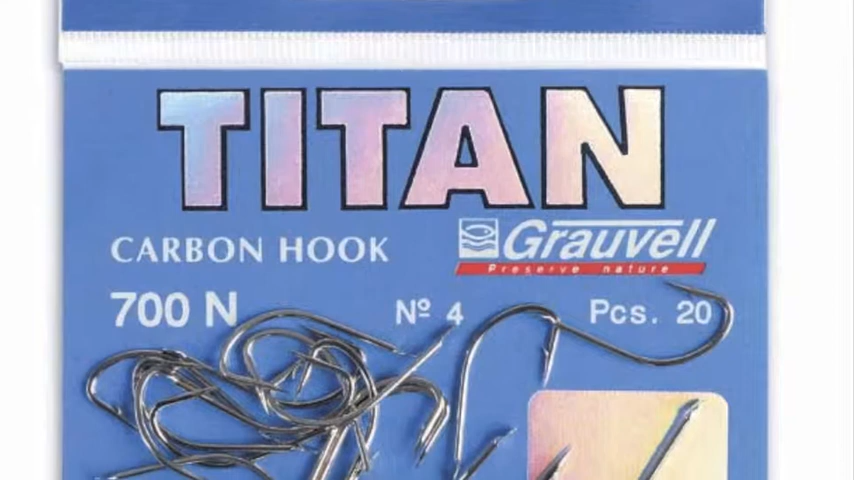 TITAN
CARBON HOOK
Grauvell
Preserve nature
700 N Nº 4 Pcs. 20